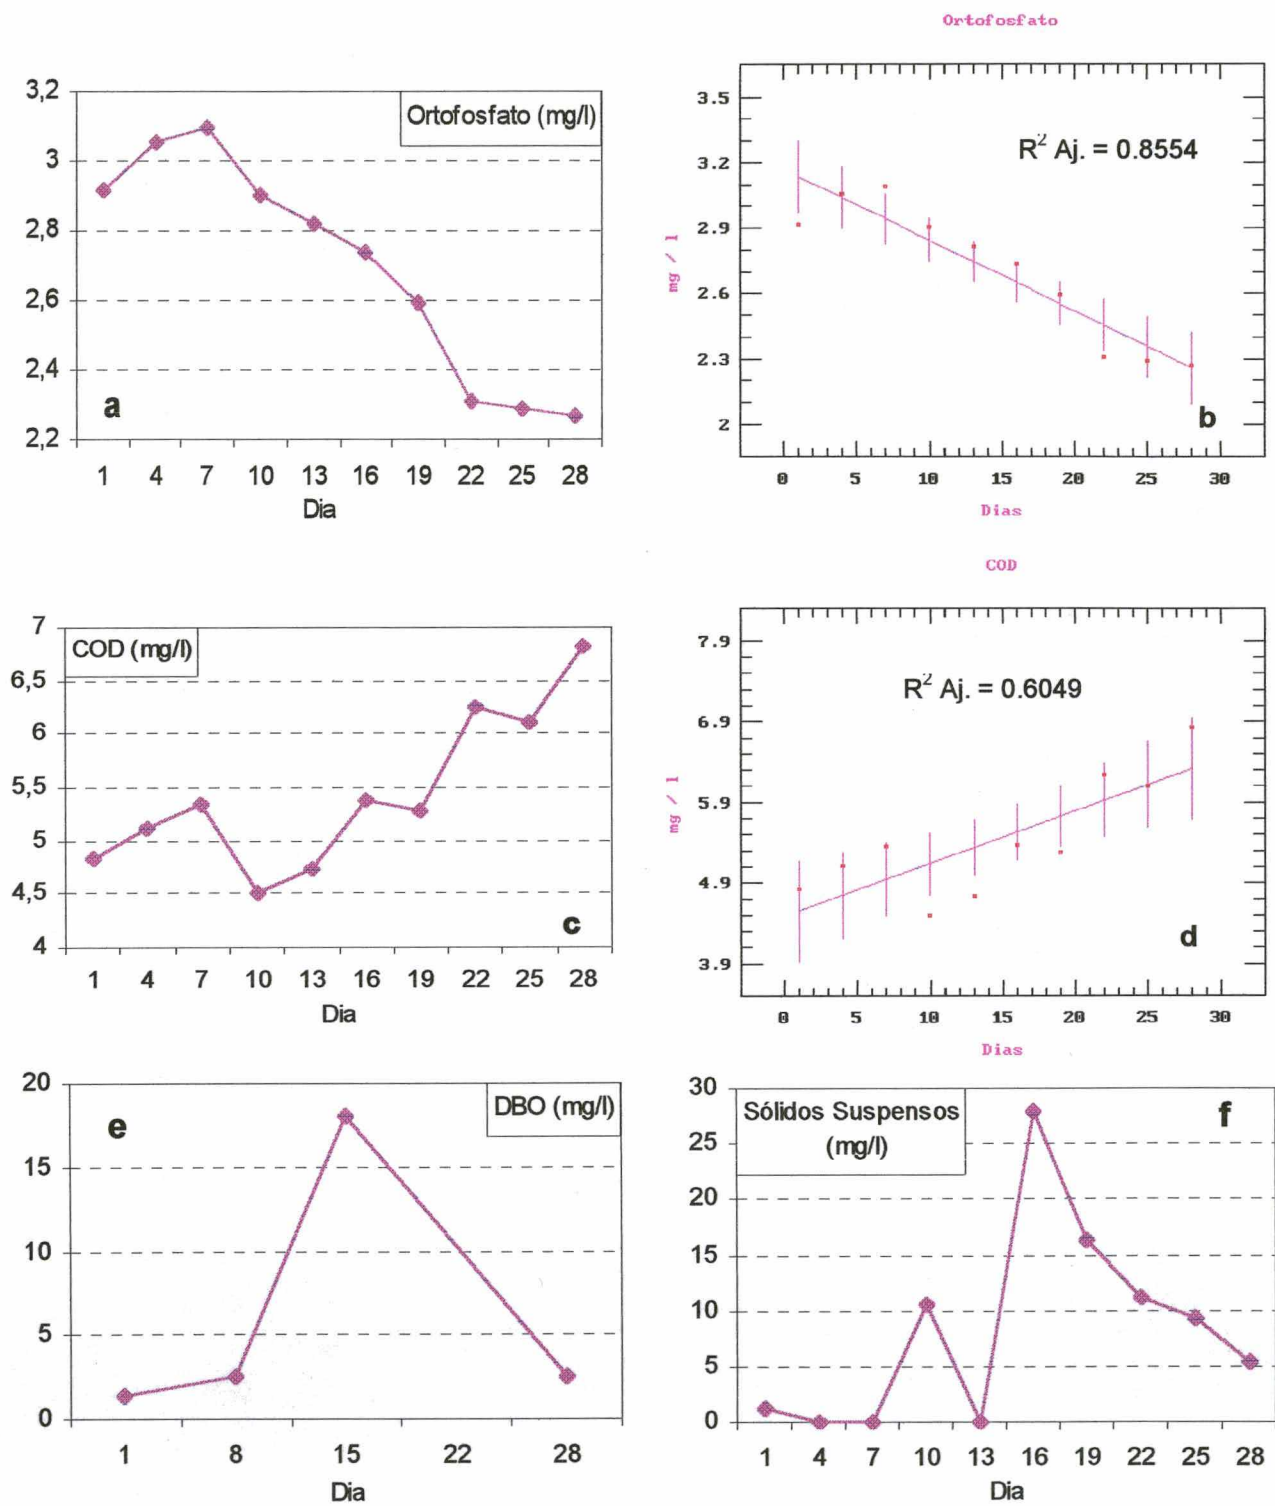 Ortofosfato
3,2
3
2,8
2,6
2,4
2,2
Ortofosfato (mg/l)
a
1 4 7 10 13 16 19 22 25 28
Dia
3.5
3.2
2.9
2.6
2.3
2
mg / l
R² Aj. = 0.8554
b
0 5 10 15 20 25 30
Dias
7
6,5
6
5,5
5
4,5
4
COD (mg/l)
c
1 4 7 10 13 16 19 22 25 28
Dia
COD
7.9
6.9
5.9
4.9
3.9
mg / l
R² Aj. = 0.6049
d
0 5 10 15 20 25 30
Dias
20
15
10
5
0
e
DBO (mg/l)
1 8 15 22 28
Dia
30
25
20
15
10
5
0
Sólidos Suspensos
(mg/l)
f
1 4 7 10 13 16 19 22 25 28
Dia